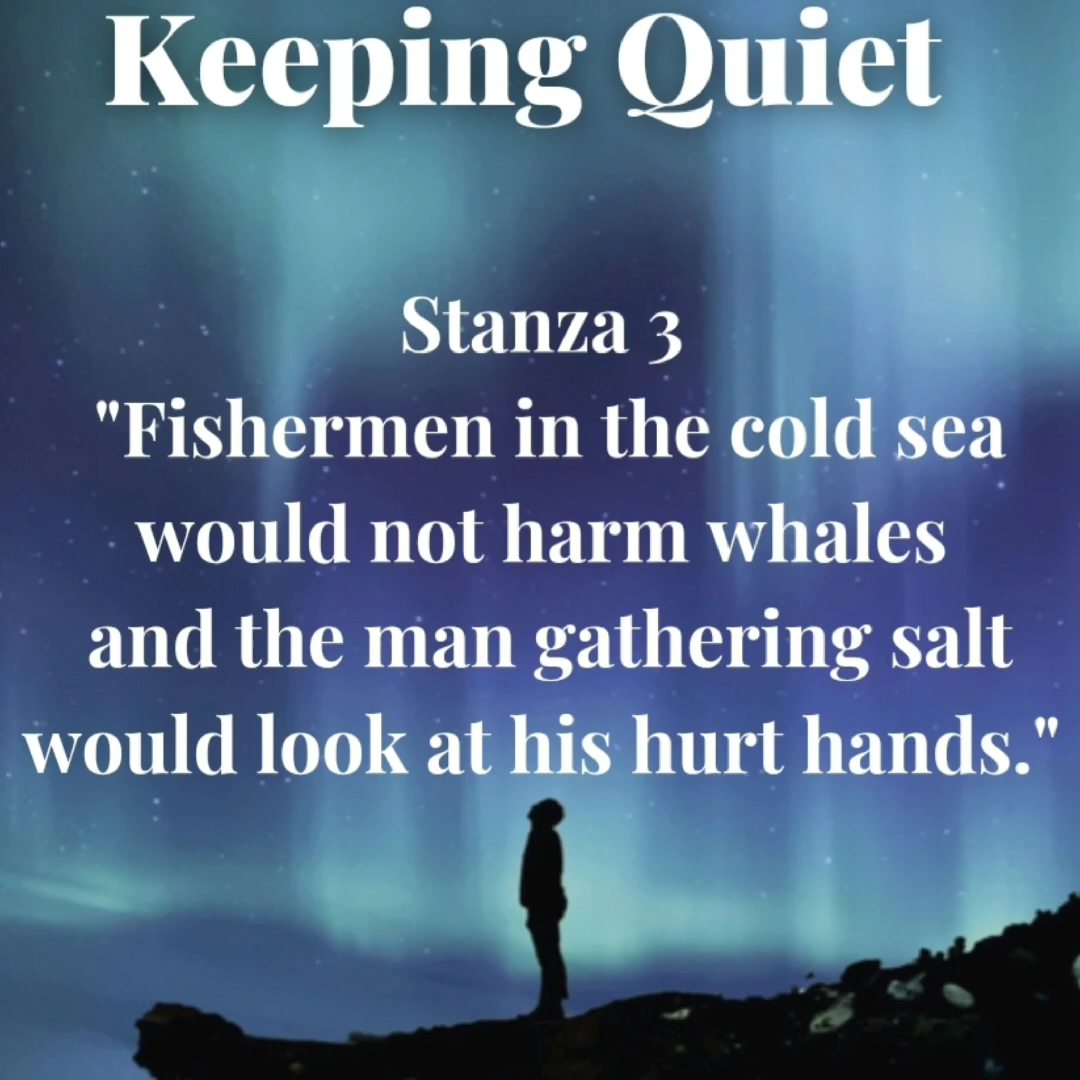 Keeping Quiet
Stanza 3
"Fishermen in the cold sea
would not harm whales
and the man gathering salt
would look at his hurt hands."